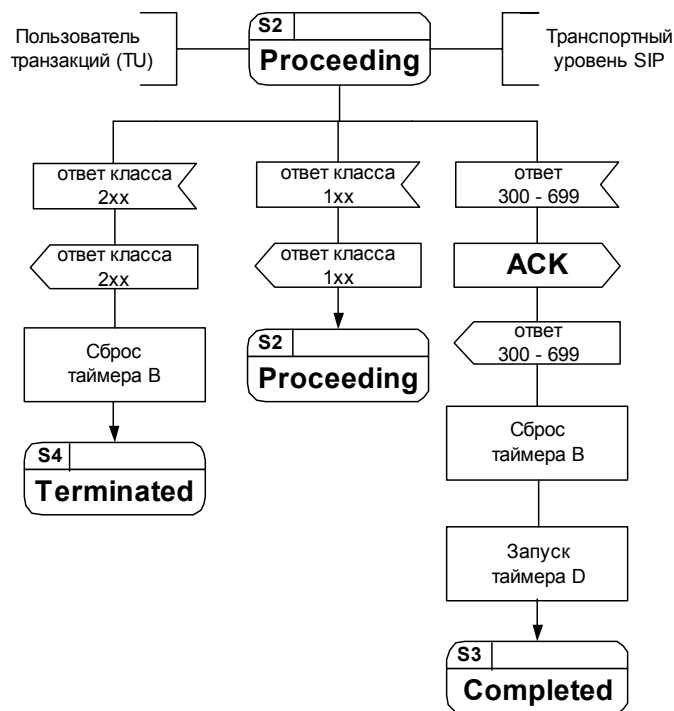 Пользователь
транзакций (TU)
S2
Proceeding
Транспортный
уровень SIP
ответ класса
2xx
ответ класса
1xx
ответ
300 - 699
ответ класса
2xx
ответ класса
1xx
ACK
Сброс
таймера B
S2
Proceeding
ответ
300 - 699
S4
Terminated
Сброс
таймера B
Запуск
таймера D
S3
Completed